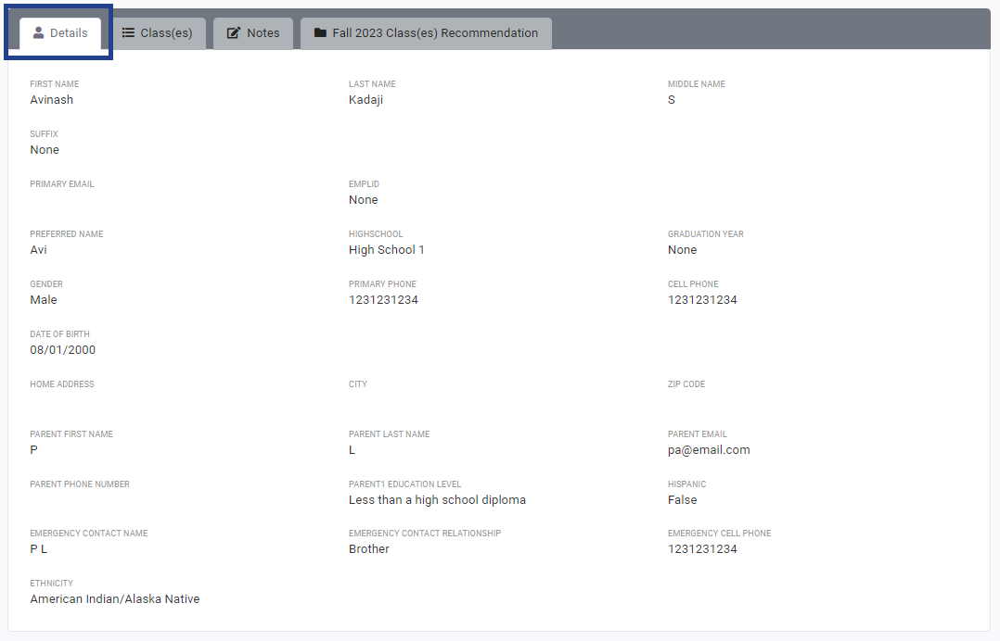 Details Class(es) Notes Fall 2023 Class(es) Recommendation
FIRST NAME LAST NAME MIDDLE NAME
Avinash Kadaji S
SUFFIX
None
PRIMARY EMAIL EMPLID
None
PREFERRED NAME HIGHSCHOOL GRADUATION YEAR
Avi High School 1 None
GENDER PRIMARY PHONE CELL PHONE
Male 1231231234 1231231234
DATE OF BIRTH
08/01/2000
HOME ADDRESS CITY ZIP CODE
PARENT FIRST NAME PARENT LAST NAME PARENT EMAIL
P L pa@email.com
PARENT PHONE NUMBER PARENT1 EDUCATION LEVEL HISPANIC
Less than a high school diploma False
EMERGENCY CONTACT NAME EMERGENCY CONTACT RELATIONSHIP EMERGENCY CELL PHONE
P L Brother 1231231234
ETHNICITY
American Indian/Alaska Native